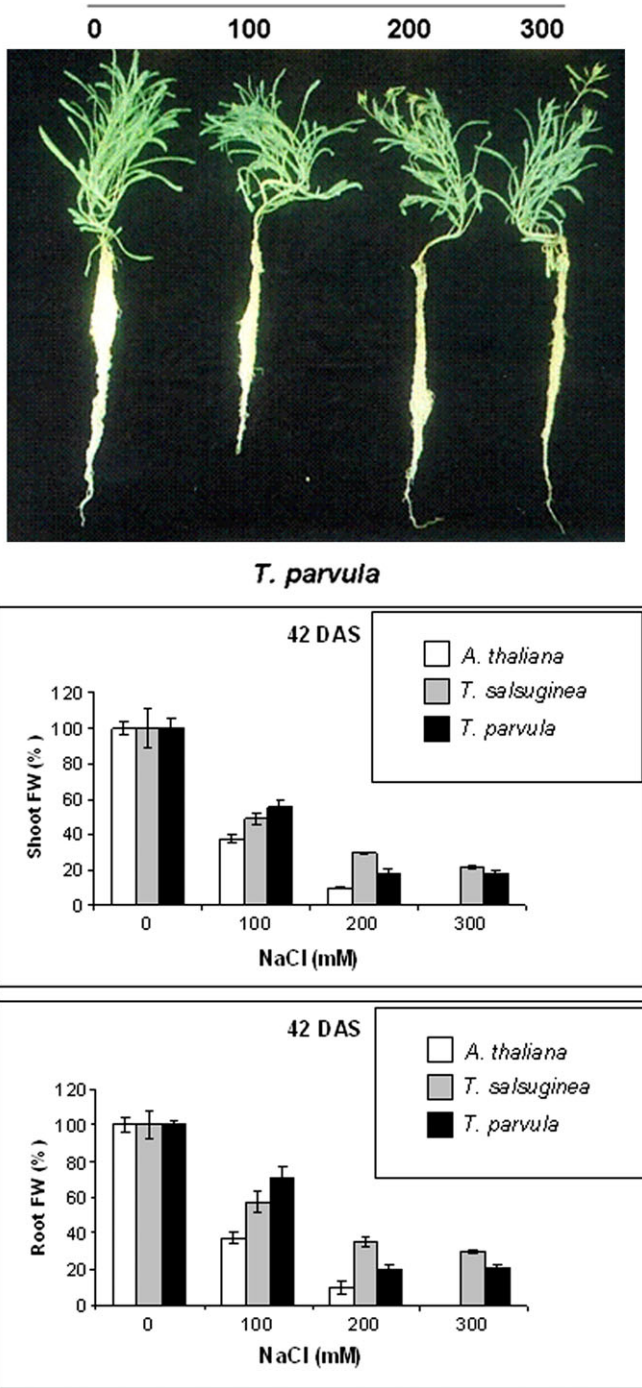 0 100 200 300
T. parvula
42 DAS
A. thaliana
T. salsuginea
T. parvula
Shoot FW (% )
120
100
80
60
40
20
0
0 100 200 300
NaCl (mM)
42 DAS
A. thaliana
T. salsuginea
T. parvula
Root FW (% )
120
100
80
60
40
20
0
0 100 200 300
NaCl (mM)